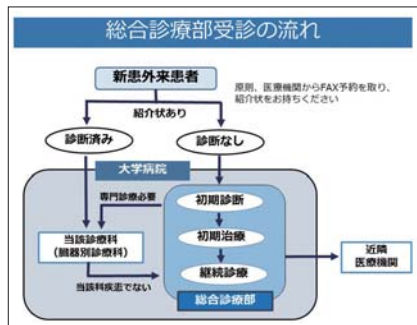 総合診療部受診の流れ
新患外来患者
原則、医療機関からFAX予約を取り、
紹介状をお持ちください
紹介状あり
診断済み
診断なし
大学病院
専門診療必要
初期診断
当該診療科
(臓器別診療科)
初期治療
近隣
医療機関
継続診療
当該科疾患でない
総合診療部